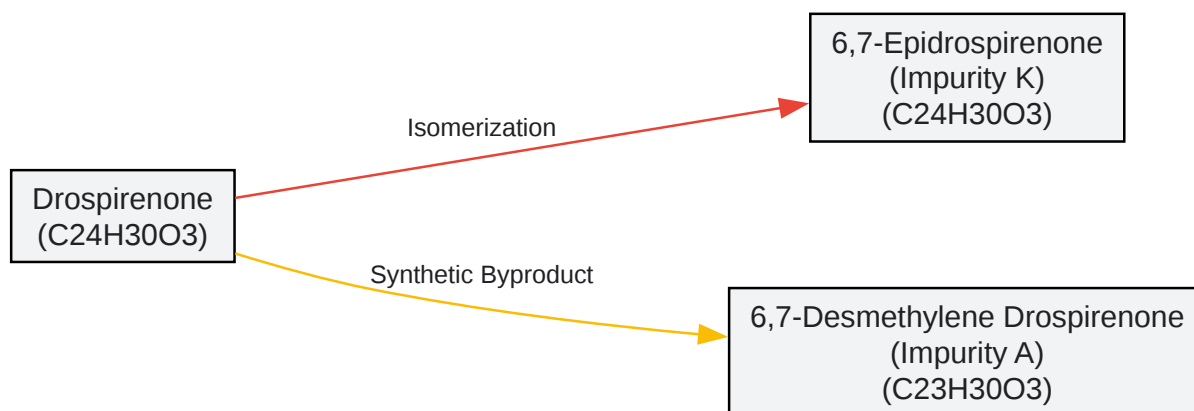 6,7-Epidrospirenone
(Impurity K)
(C24H30O3)
Isomerization
Drospirenone
(C24H30O3)
Synthetic Byproduct
6,7-Desmethylene Drospirenone
(Impurity A)
(C23H30O3)